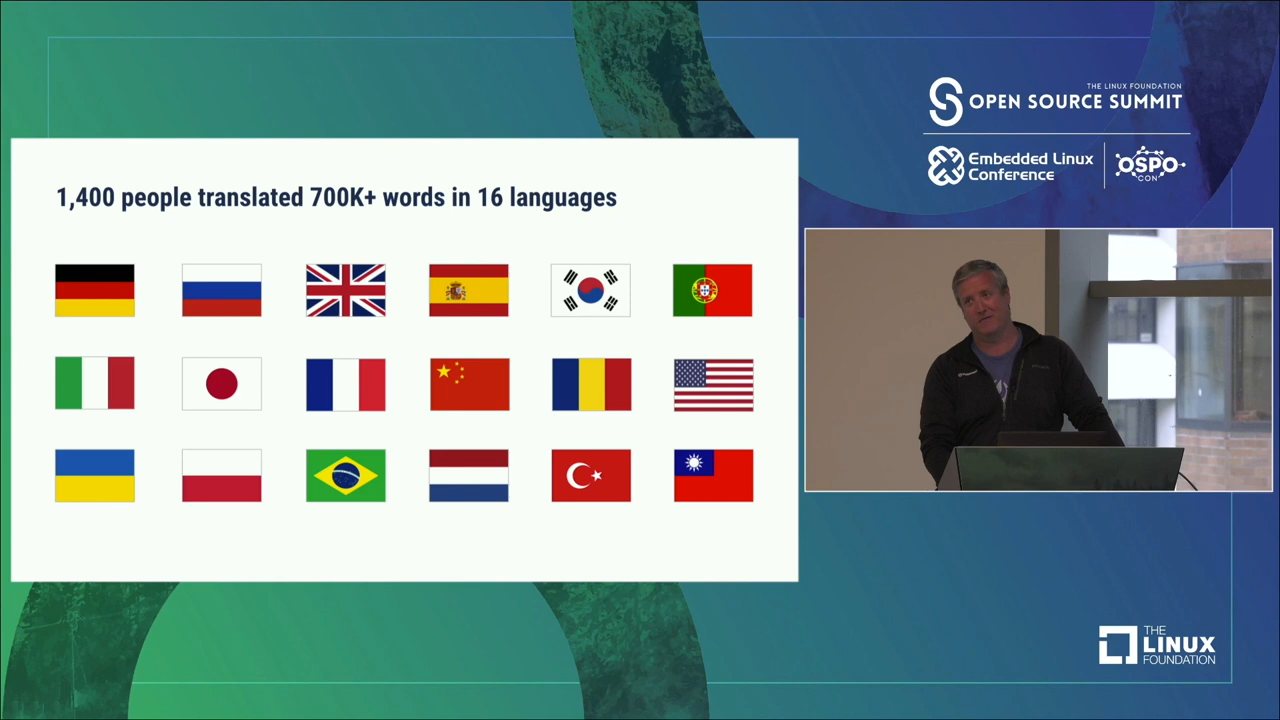 1,400 people translated 700K+ words in 16 languages
THE LINUX FOUNDATION
OPEN SOURCE SUMMIT
Embedded Linux
Conference
OSPO
CON
THE
LINUX
FOUNDATION